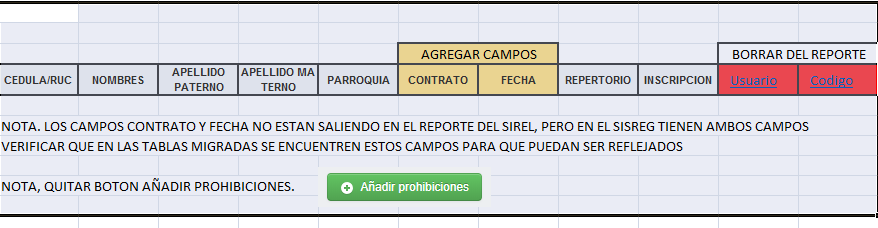 AGREGAR CAMPOS BORRAR DEL REPORTE
CEDULA/RUC NOMBRES APELLIDO PATERNO APELLIDO MA TERNO PARROQUIA CONTRATO FECHA REPERTORIO INSCRIPCION Usuario Codigo
NOTA. LOS CAMPOS CONTRATO Y FECHA NO ESTAN SALIENDO EN EL REPORTE DEL SIREL, PERO EN EL SISREG TIENEN AMBOS CAMPOS
VERIFICAR QUE EN LAS TABLAS MIGRADAS SE ENCUENTREN ESTOS CAMPOS PARA QUE PUEDAN SER REFLEJADOS
NOTA, QUITAR BOTON AÑADIR PROHIBICIONES. Añadir prohibiciones